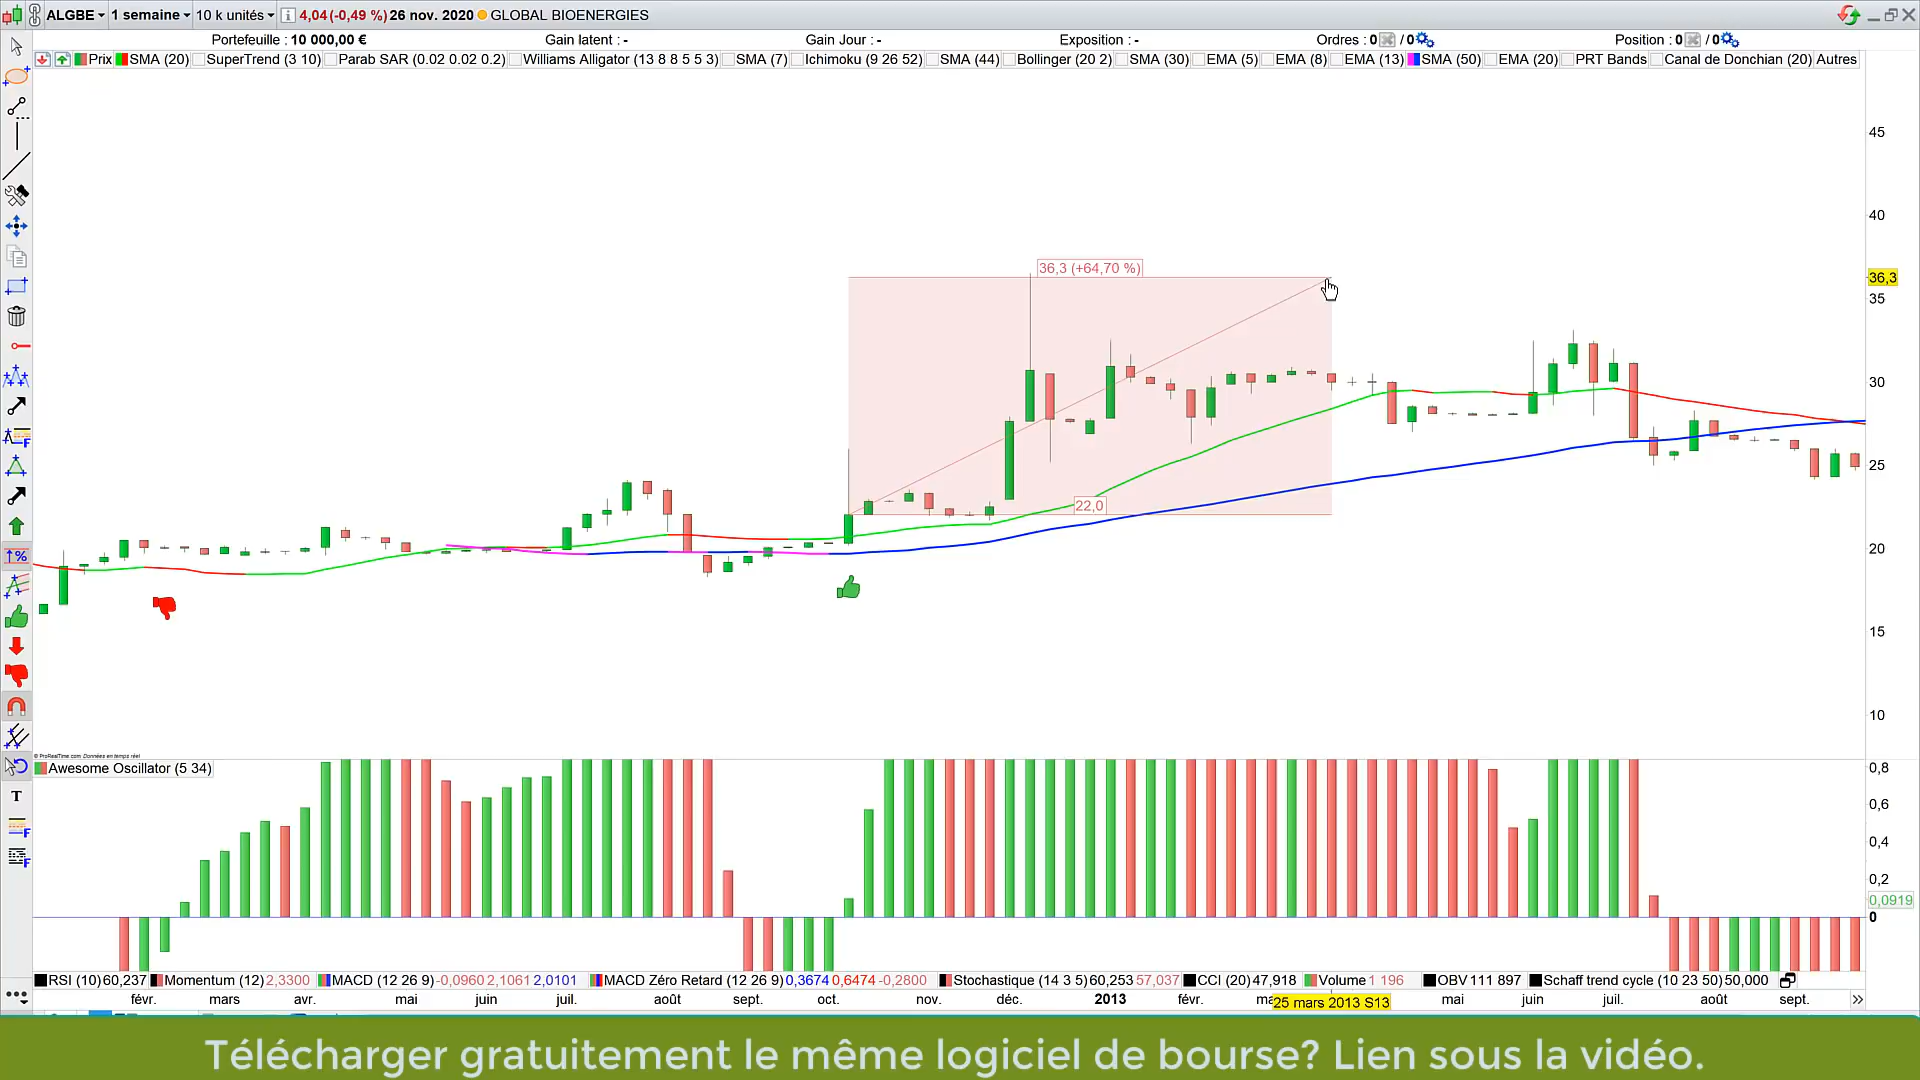 ALGBE 1 semaine 10 k unités 4,04(-0,49 %) 26 nov. 2020 GLOBAL BIOENERGIES
Portefeuille : 10 000,00 € Gain latent : - Gain Jour : - Exposition : - Ordres : 0 / 0 Position : 0 / 0
Prix SMA (20) SuperTrend (3 10) Parab SAR (0.02 0.02 0.2) Williams Alligator (13 8 8 5 5 3) SMA (7) Ichimoku (9 26 52) SMA (44) Bollinger (20 2) SMA (30) EMA (5) EMA (8) EMA (13) SMA (50) EMA (20) PRT Bands Canal de Donchian (20) Autres
45
40
36,3 (+64,70 %)
36,3
35
30
25
22,0
20
15
10
© ProRealTime.com Données en temps réel
Awesome Oscillator (5 34)
0,8
0,6
0,4
0,2
0,0919
0
RSI (10) 60,237 Momentum (12) 2,3300 MACD (12 26 9) -0,0960 2,1061 2,0101 MACD Zéro Retard (12 26 9) 0,3674 0,6474 -0,2800 Stochastique (14 3 5) 60,253 57,037 CCI (20) 47,918 Volume 1 196 OBV 111 897 Schaff trend cycle (10 23 50) 50,000
févr. mars avr. mai juin juil. août sept. oct. nov. déc. 2013 févr. ma 25 mars 2013 S13 mai juin juil. août sept. »
Télécharger gratuitement le même logiciel de bourse? Lien sous la vidéo.
T